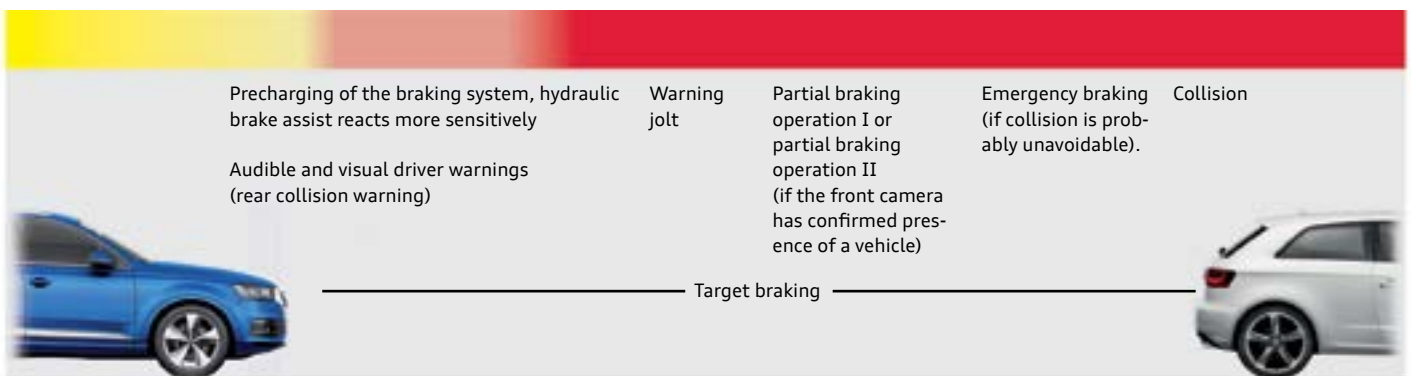 Precharging of the braking system, hydraulic
brake assist reacts more sensitively
Audible and visual driver warnings
(rear collision warning)
Warning
jolt
Partial braking
operation I or
partial braking
operation II
(if the front camera
has confirmed pres-
ence of a vehicle)
Emergency braking
(if collision is prob-
ably unavoidable).
Collision
Target braking